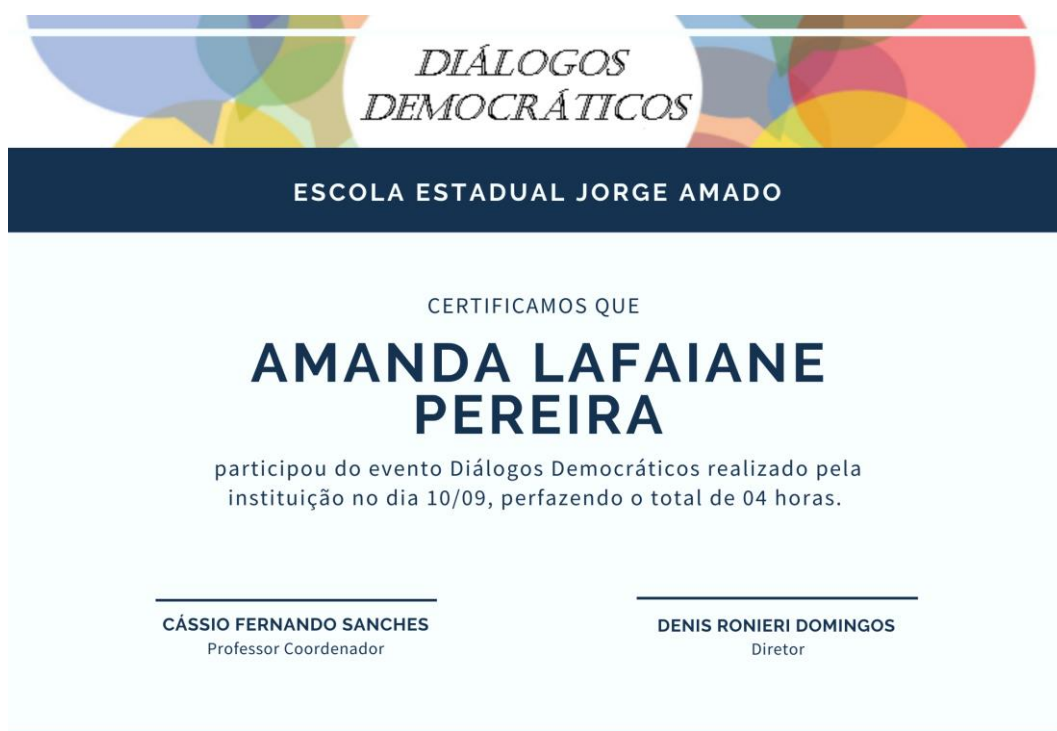 DIÁLOGOS
DEMOCRÁTICOS
ESCOLA ESTADUAL JORGE AMADO
CERTIFICAMOS QUE
AMANDA LAFAIANE
PEREIRA
participou do evento Diálogos Democráticos realizado pela
instituição no dia 10/09, perfazendo o total de 04 horas.
CÁSSIO FERNANDO SANCHES
Professor Coordenador
DENIS RONIERI DOMINGOS
Diretor